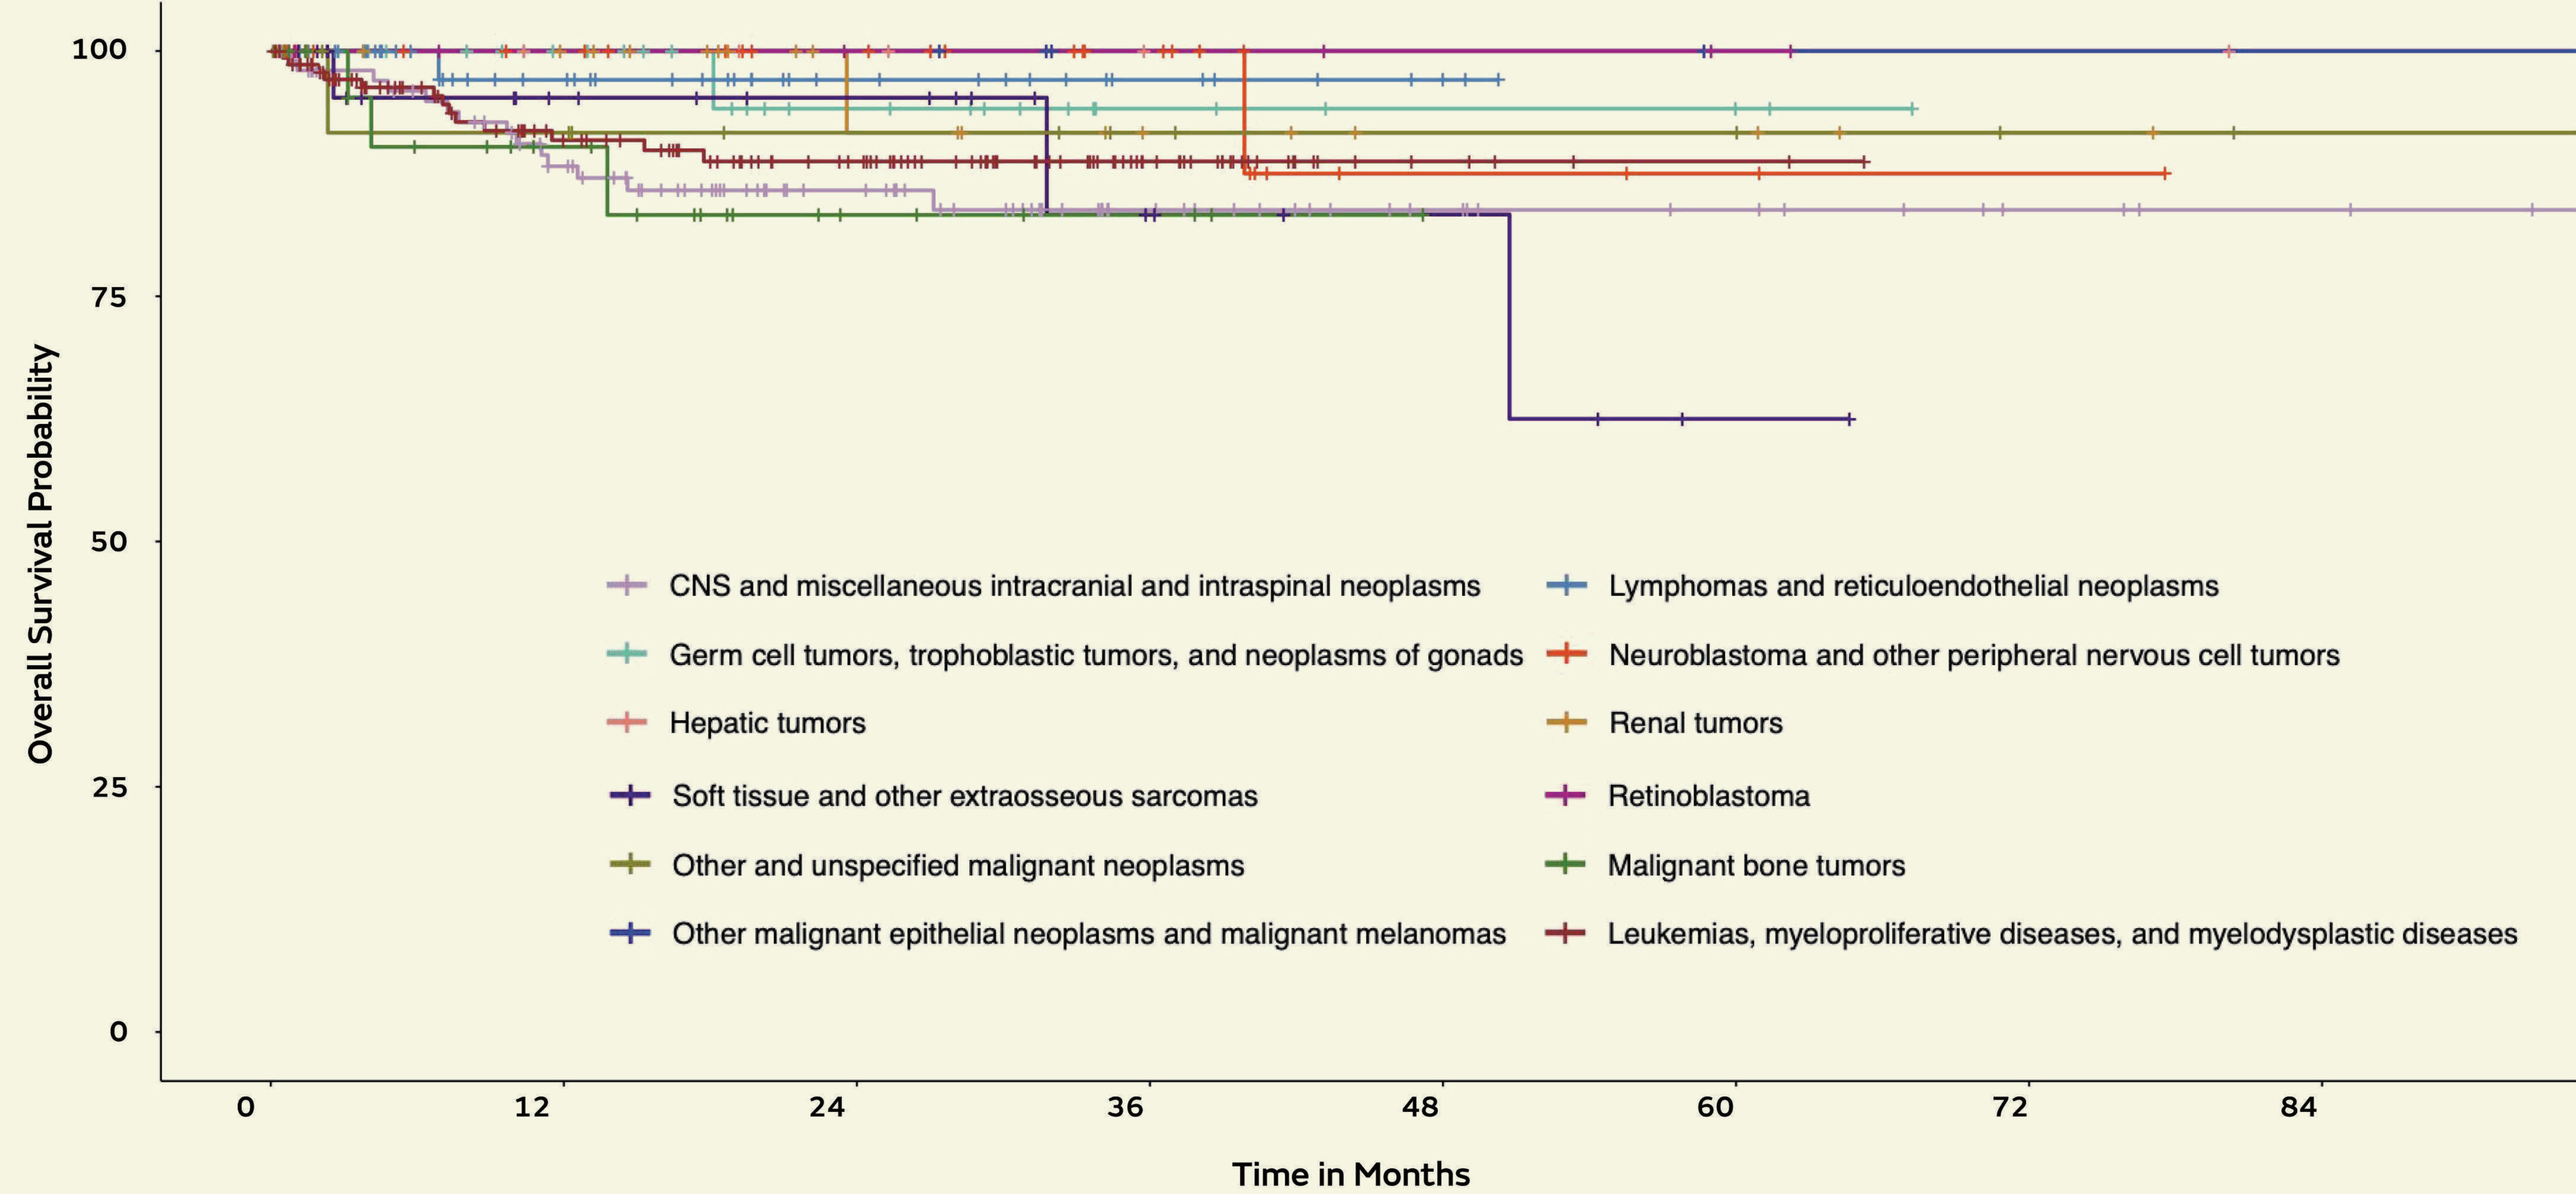 100
75
50
25
0
Overall Survival Probability
CNS and miscellaneous intracranial and intraspinal neoplasms
Germ cell tumors, trophoblastic tumors, and neoplasms of gonads
Hepatic tumors
Soft tissue and other extraosseous sarcomas
Other and unspecified malignant neoplasms
Other malignant epithelial neoplasms and malignant melanomas
Lymphomas and reticuloendothelial neoplasms
Neuroblastoma and other peripheral nervous cell tumors
Renal tumors
Retinoblastoma
Malignant bone tumors
Leukemias, myeloproliferative diseases, and myelodysplastic diseases
0 12 24 36 48 60 72 84
Time in Months